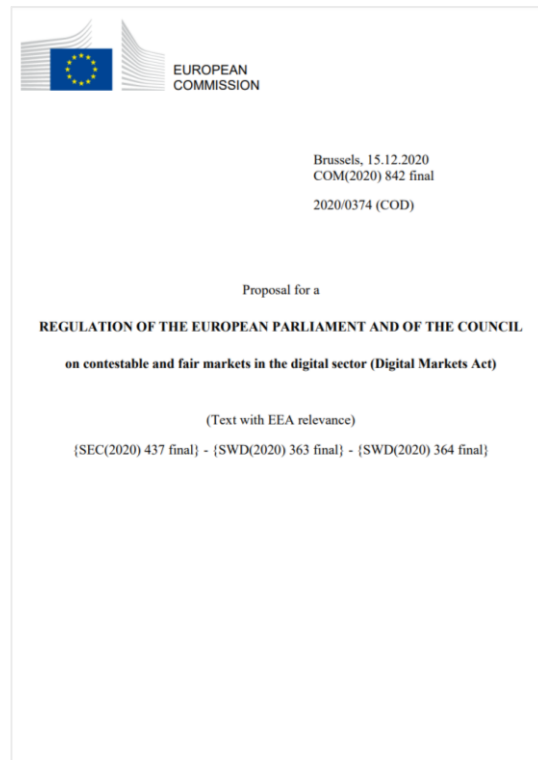 EUROPEAN
COMMISSION
Brussels, 15.12.2020
COM(2020) 842 final
2020/0374 (COD)
Proposal for a
REGULATION OF THE EUROPEAN PARLIAMENT AND OF THE COUNCIL
on contestable and fair markets in the digital sector (Digital Markets Act)
(Text with EEA relevance)
{SEC(2020) 437 final} - {SWD(2020) 363 final} - {SWD(2020) 364 final}